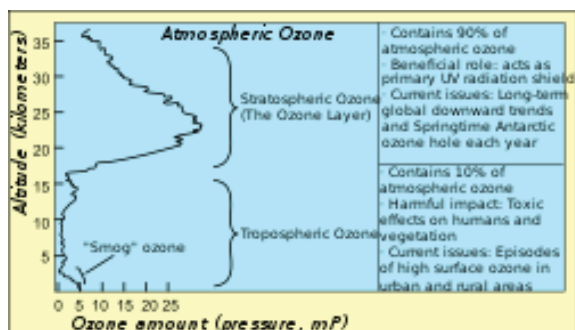 Atmospheric Ozone
Altitude (kilometers)
35
30
25
20
15
10
5
Stratospheric Ozone
(The Ozone Layer)
Tropospheric Ozone
"Smog" ozone
· Contains 90% of
atmospheric ozone
· Beneficial role: acts as
primary UV radiation shield
· Current issues: Long-term
global downward trends
and Springtime Antarctic
ozone hole each year
· Contains 10% of
atmospheric ozone
· Harmful impact: Toxic
effects on humans and
vegetation
· Current issues: Episodes
of high surface ozone in
urban and rural areas
0 5 10 15 20 25
Ozone amount (pressure, mP)